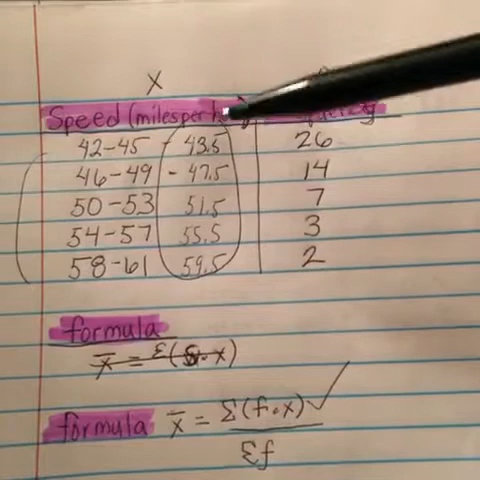 X
Speed (miles per
42-45 - 43.5 26
46-49 - 47.5 14
50-53 51.5 7
54-57 55.5 3
58-61 59.5 2
formula
x̄ = Σ(f·x)
formula x̄ = Σ(f·x) ✓
Σf